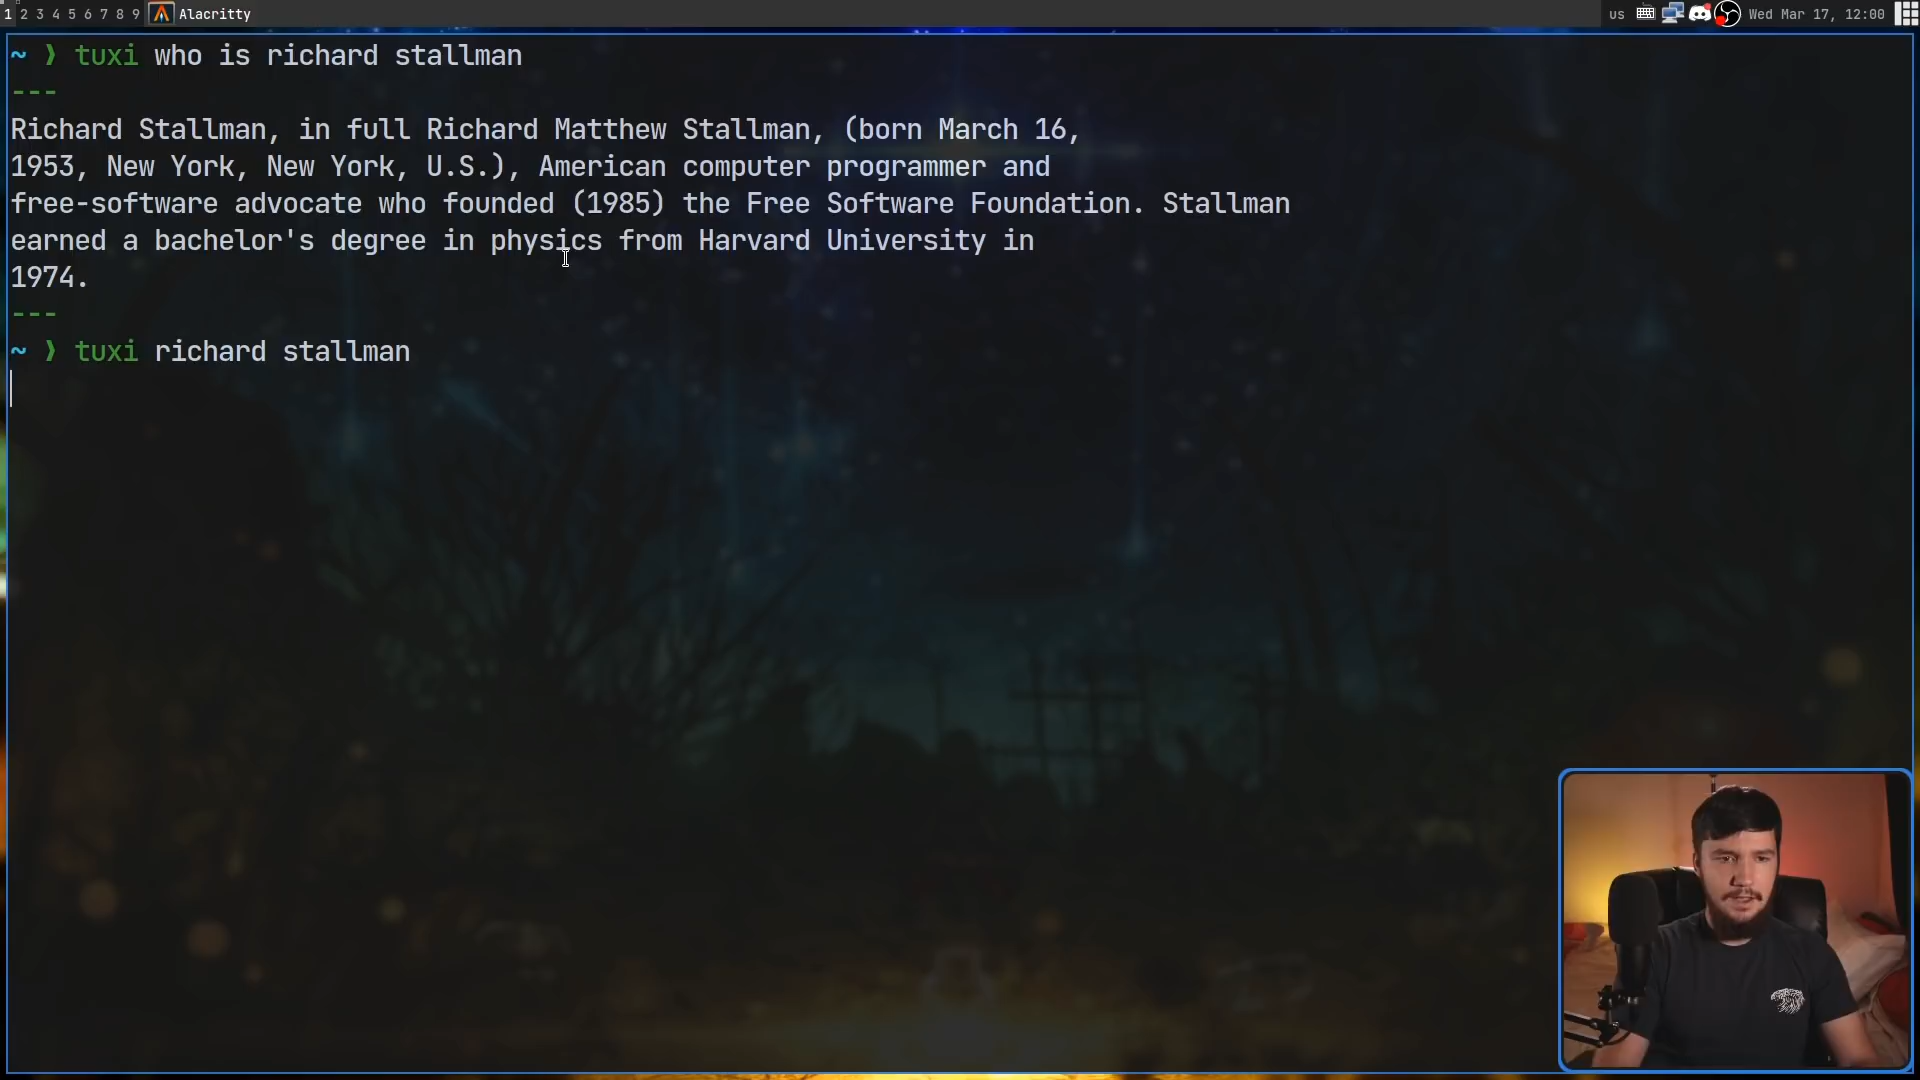 1 2 3 4 5 6 7 8 9 Alacritty us Wed Mar 17, 12:00
~ ❯ tuxi who is richard stallman
---
Richard Stallman, in full Richard Matthew Stallman, (born March 16,
1953, New York, New York, U.S.), American computer programmer and
free-software advocate who founded (1985) the Free Software Foundation. Stallman
earned a bachelor's degree in physics from Harvard University in
1974.
---
~ ❯ tuxi richard stallman